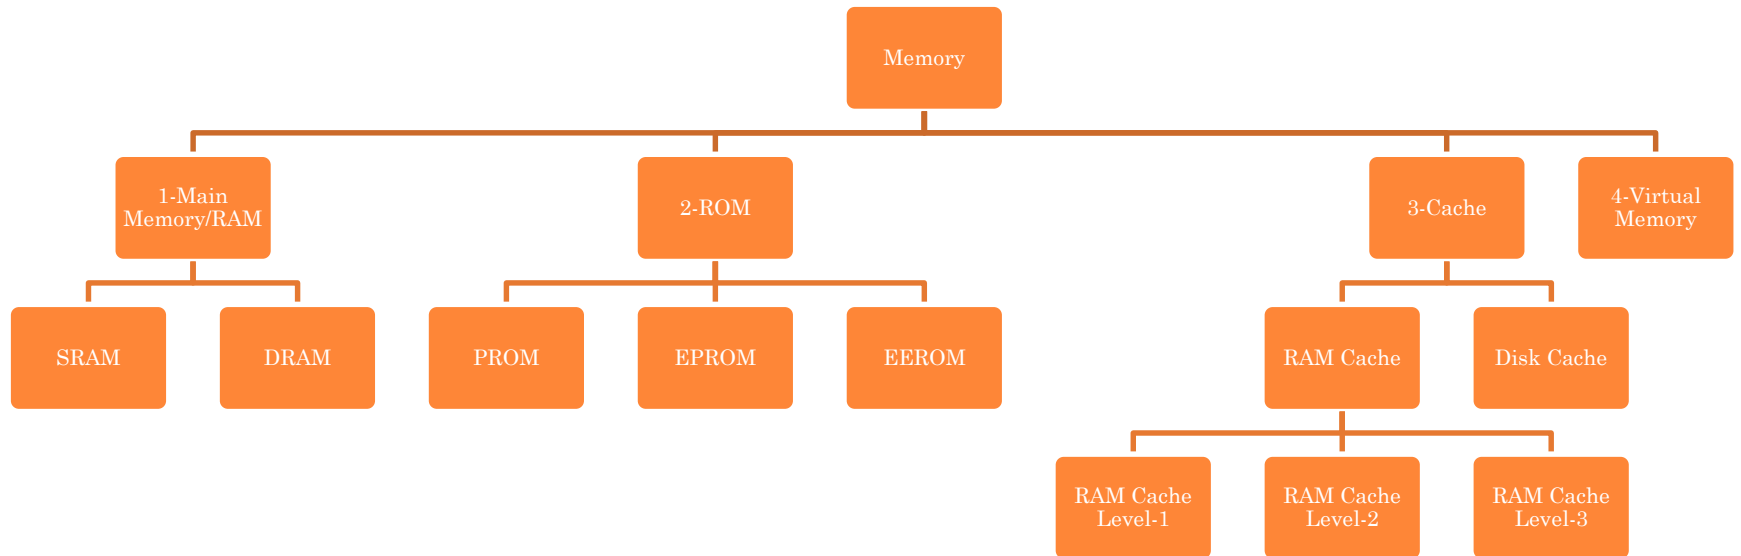 Memory
1-Main
Memory/RAM
2-ROM
3-Cache
4-Virtual
Memory
SRAM
DRAM
PROM
EPROM
EEROM
RAM Cache
Disk Cache
RAM Cache
Level-1
RAM Cache
Level-2
RAM Cache
Level-3